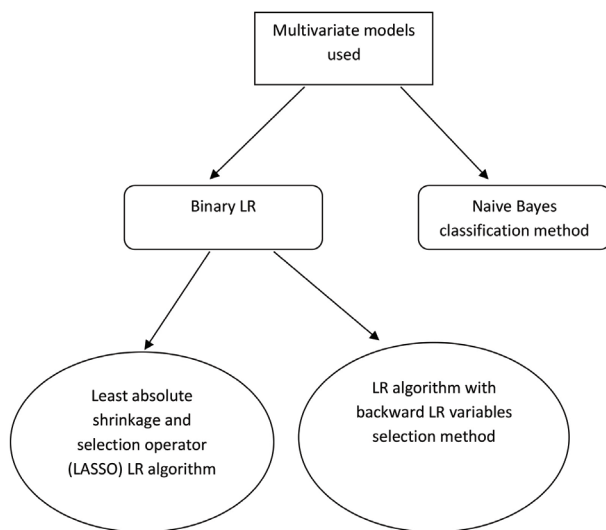 Multivariate models
used
Binary LR
Naive Bayes
classification method
Least absolute
shrinkage and
selection operator
(LASSO) LR algorithm
LR algorithm with
backward LR variables
selection method